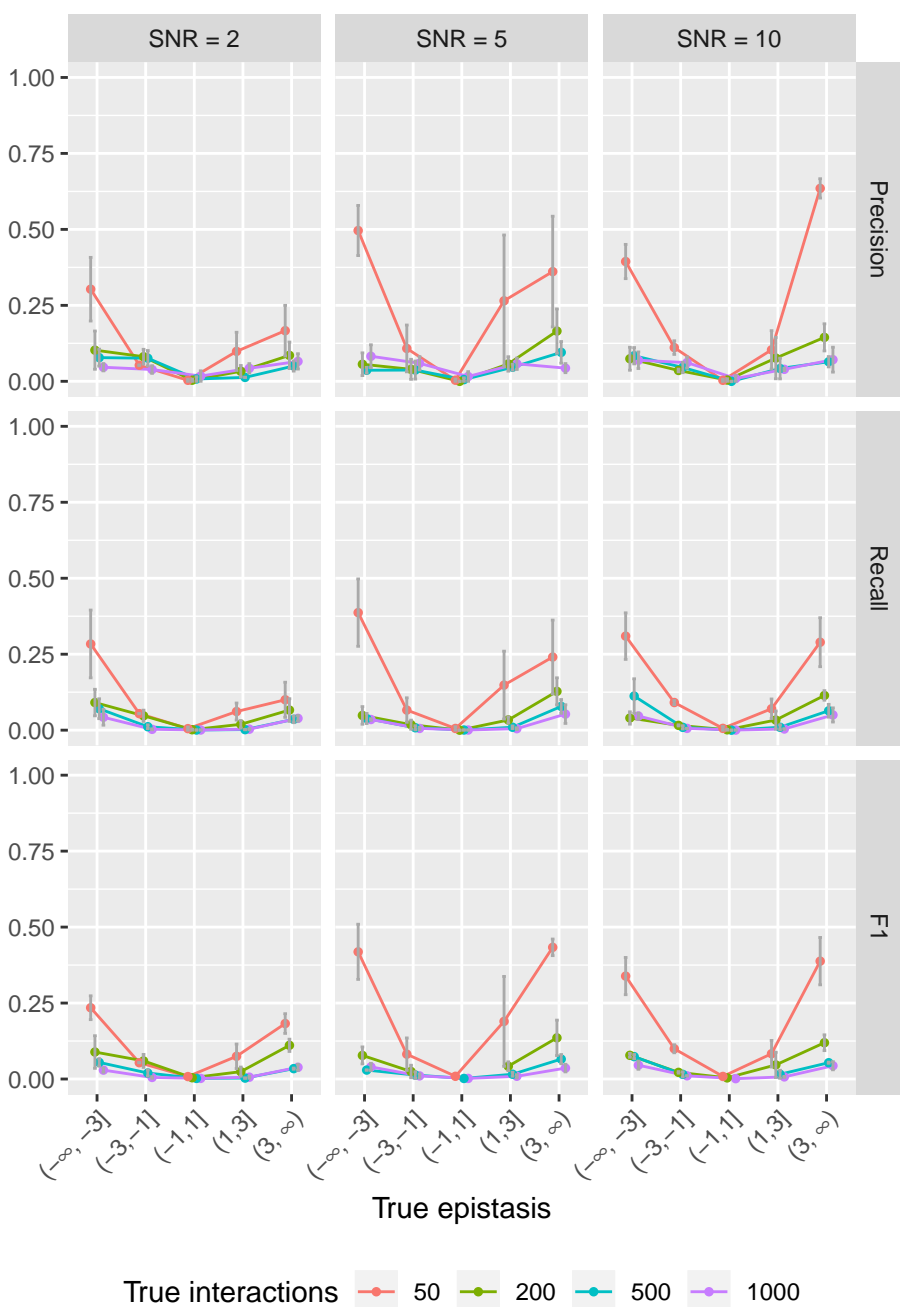 SNR = 2 SNR = 5 SNR = 10
1.00
0.75
0.50
0.25
0.00
Precision
1.00
0.75
0.50
0.25
0.00
Recall
1.00
0.75
0.50
0.25
0.00
F1
(−∞, −3] (−3,−1] (−1,1] (1,3] (3, ∞) (−∞, −3] (−3,−1] (−1,1] (1,3] (3, ∞) (−∞, −3] (−3,−1] (−1,1] (1,3] (3, ∞)
True epistasis
True interactions 50 200 500 1000